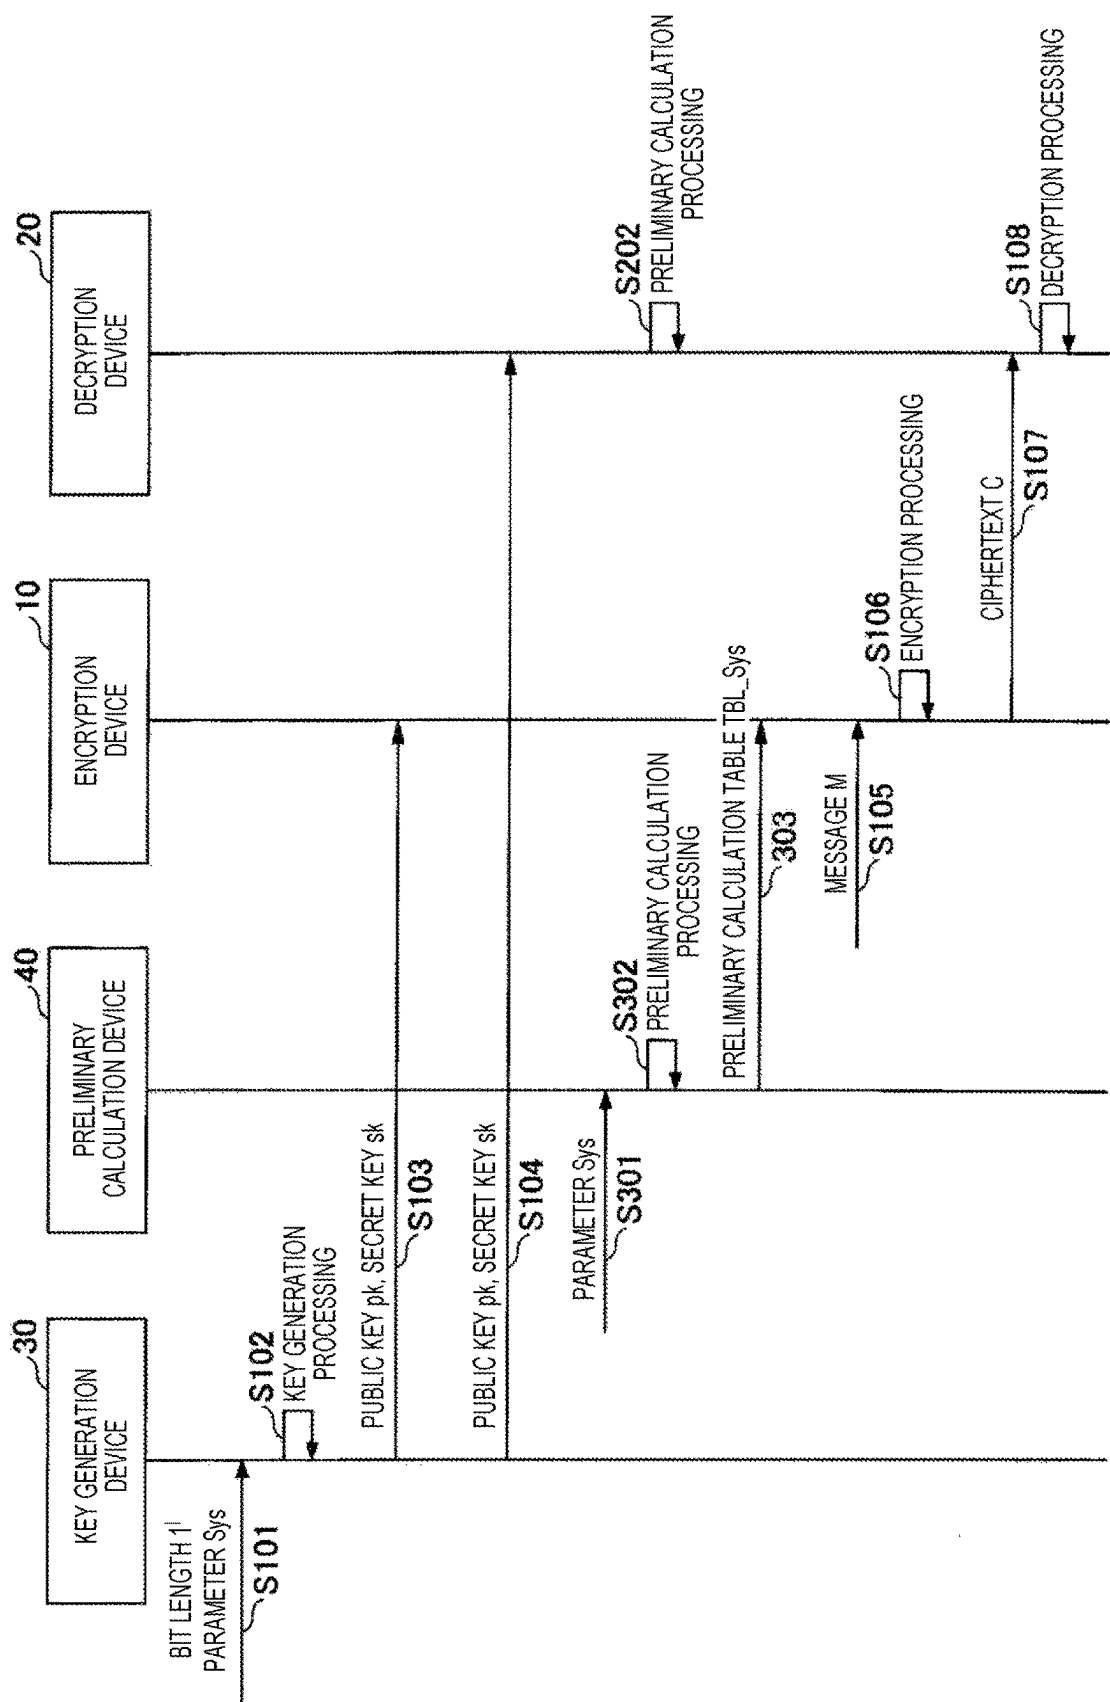 30
KEY GENERATION
DEVICE
40
PRELIMINARY
CALCULATION DEVICE
10
ENCRYPTION
DEVICE
20
DECRYPTION
DEVICE
BIT LENGTH 1^l
PARAMETER Sys
S101
S102
KEY GENERATION
PROCESSING
PUBLIC KEY pk, SECRET KEY sk
S103
PUBLIC KEY pk, SECRET KEY sk
S104
PARAMETER Sys
S301
S302
PRELIMINARY CALCULATION
PROCESSING
S202
PRELIMINARY CALCULATION
PROCESSING
PRELIMINARY CALCULATION TABLE TBL_Sys
303
MESSAGE M
S105
S106
ENCRYPTION PROCESSING
CIPHERTEXT C
S107
S108
DECRYPTION PROCESSING